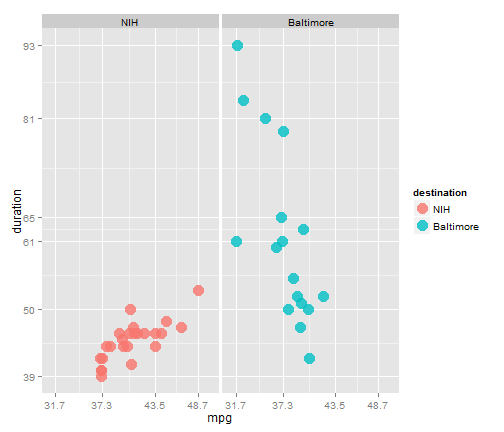 NIH Baltimore
93
81
65
61
50
39
duration
31.7 37.3 43.5 48.7 31.7 37.3 43.5 48.7
mpg
destination
NIH
Baltimore